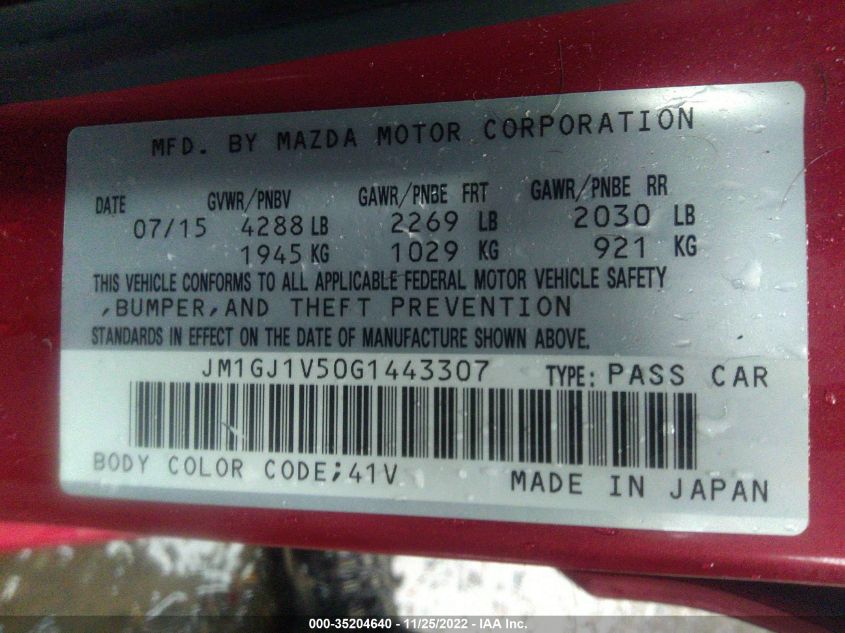 MFD. BY MAZDA MOTOR CORPORATION
DATE GVWR/PNBV GAWR/PNBE FRT GAWR/PNBE RR
07/15 4288 LB 2269 LB 2030 LB
1945 KG 1029 KG 921 KG
THIS VEHICLE CONFORMS TO ALL APPLICABLE FEDERAL MOTOR VEHICLE SAFETY
,BUMPER,AND THEFT PREVENTION
STANDARDS IN EFFECT ON THE DATE OF MANUFACTURE SHOWN ABOVE.
JM1GJ1V50G1443307 TYPE: PASS CAR
BODY COLOR CODE;41V MADE IN JAPAN
000-35204640 - 11/25/2022 - IAA Inc.